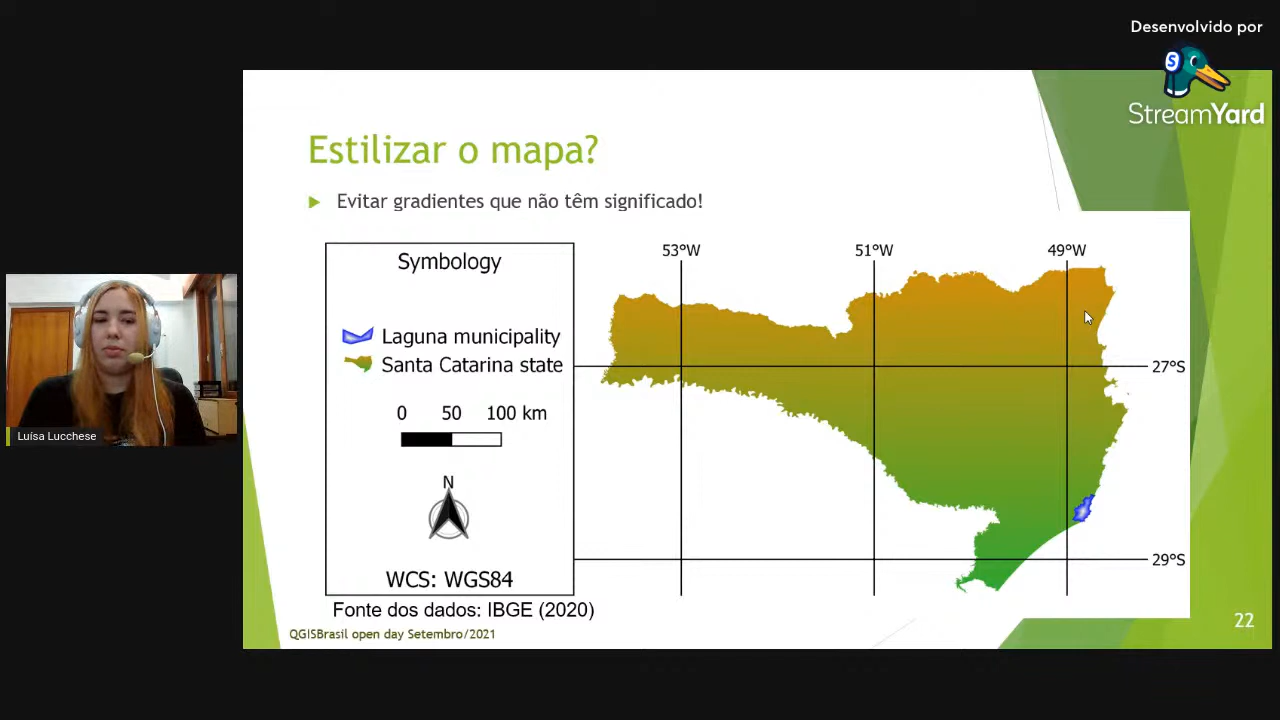 Desenvolvido por
StreamYard
Estilizar o mapa?
Evitar gradientes que não têm significado!
Symbology
Laguna municipality
Santa Catarina state
0 50 100 km
N
WCS: WGS84
53°W 51°W 49°W
27°S
29°S
Fonte dos dados: IBGE (2020)
QGISBrasil open day Setembro/2021
22
Luísa Lucchese